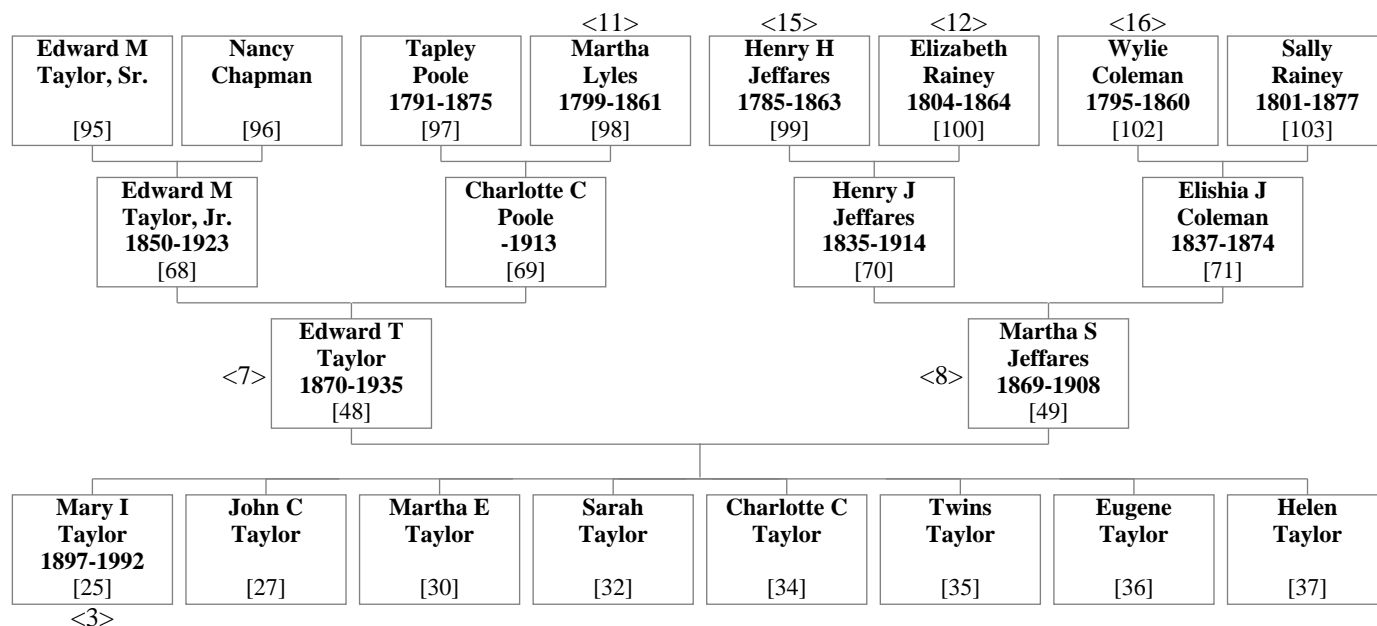 <11>
<15>
<12>
<16>
Edward M
Taylor, Sr.
[95]
Nancy
Chapman
[96]
Tapley
Poole
1791-1875
[97]
Martha
Lyles
1799-1861
[98]
Henry H
Jeffares
1785-1863
[99]
Elizabeth
Rainey
1804-1864
[100]
Wylie
Coleman
1795-1860
[102]
Sally
Rainey
1801-1877
[103]
Edward M
Taylor, Jr.
1850-1923
[68]
Charlotte C
Poole
-1913
[69]
Henry J
Jeffares
1835-1914
[70]
Elishia J
Coleman
1837-1874
[71]
<7>
Edward T
Taylor
1870-1935
[48]
<8>
Martha S
Jeffares
1869-1908
[49]
Mary I
Taylor
1897-1992
[25]
<3>
John C
Taylor
[27]
Martha E
Taylor
[30]
Sarah
Taylor
[32]
Charlotte C
Taylor
[34]
Twins
Taylor
[35]
Eugene
Taylor
[36]
Helen
Taylor
[37]